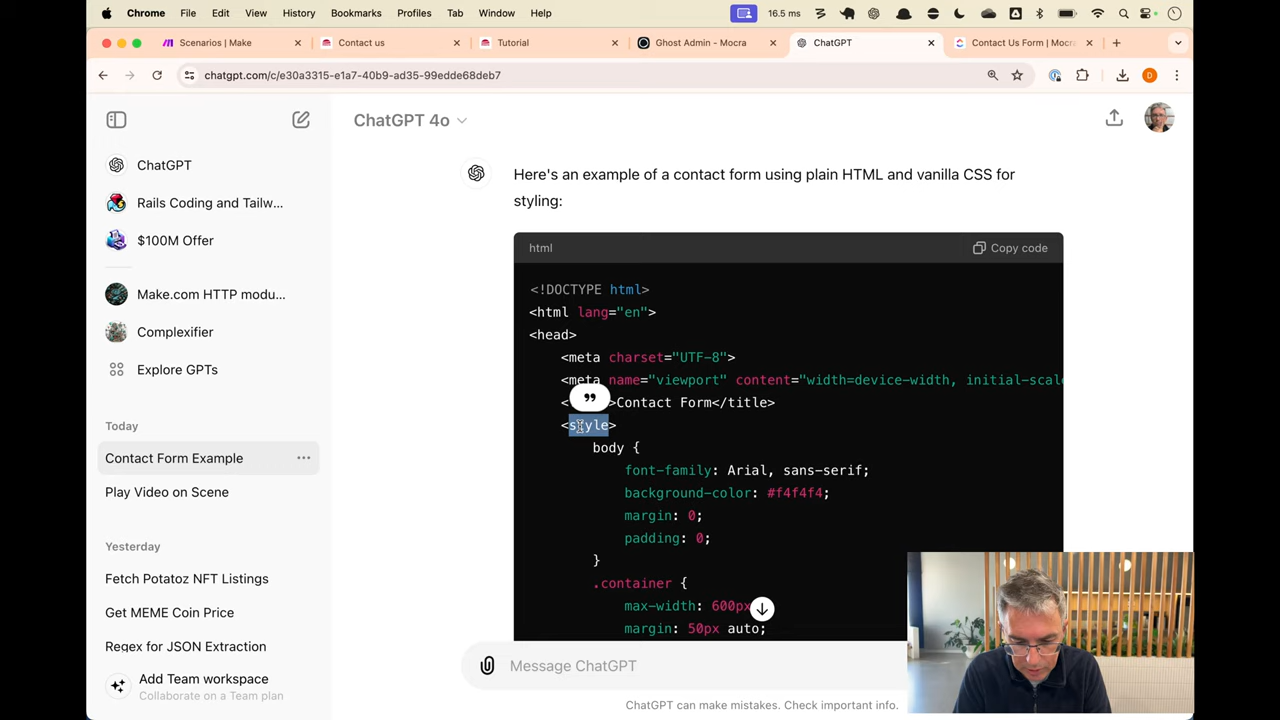 Chrome File Edit View History Bookmarks Profiles Tab Window Help 16.5 ms
Scenarios | Make Contact us Tutorial Ghost Admin - Mocra ChatGPT Contact Us Form | Mocra
chatgpt.com/c/e30a3315-e1a7-40b9-ad35-99edde68deb7 D
ChatGPT 4o
ChatGPT
Rails Coding and Tailw...
$100M Offer
Make.com HTTP modu...
Complexifier
Explore GPTs
Today
Contact Form Example
Play Video on Scene
Yesterday
Fetch Potatoz NFT Listings
Get MEME Coin Price
Regex for JSON Extraction
Add Team workspace
Collaborate on a Team plan
Here's an example of a contact form using plain HTML and vanilla CSS for
styling:
html Copy code
<!DOCTYPE html>
<html lang="en">
<head>
<meta charset="UTF-8">
<meta name="viewport" content="width=device-width, initial-scale
< >Contact Form</title>
<style>
body {
font-family: Arial, sans-serif;
background-color: #f4f4f4;
margin: 0;
padding: 0;
}
.container {
max-width: 600px
margin: 50px auto;
Message ChatGPT
ChatGPT can make mistakes. Check important info.